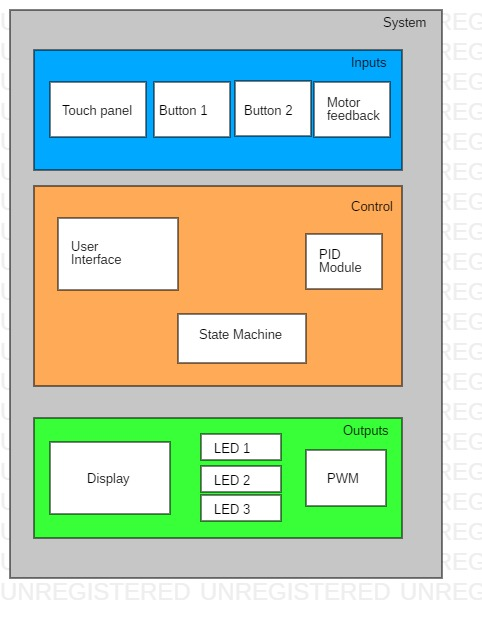 System
Inputs
Touch panel
Button 1
Button 2
Motor
feedback
Control
User
Interface
PID
Module
State Machine
Outputs
Display
LED 1
LED 2
LED 3
PWM
UNREGISTERED UNREGISTERED